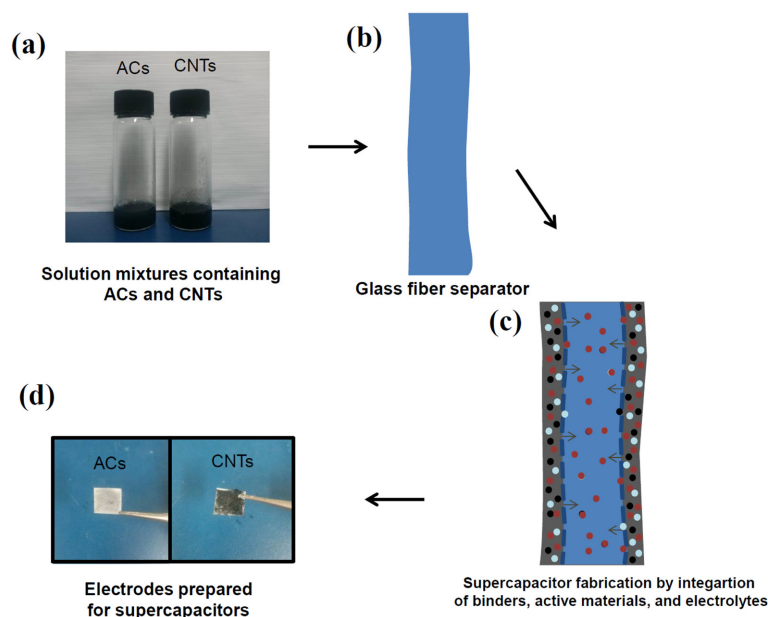 (a)
ACs
CNTs
Solution mixtures containing
ACs and CNTs
(b)
Glass fiber separator
(c)
Supercapacitor fabrication by integartion
of binders, active materials, and electrolytes
(d)
ACs
CNTs
Electrodes prepared
for supercapacitors